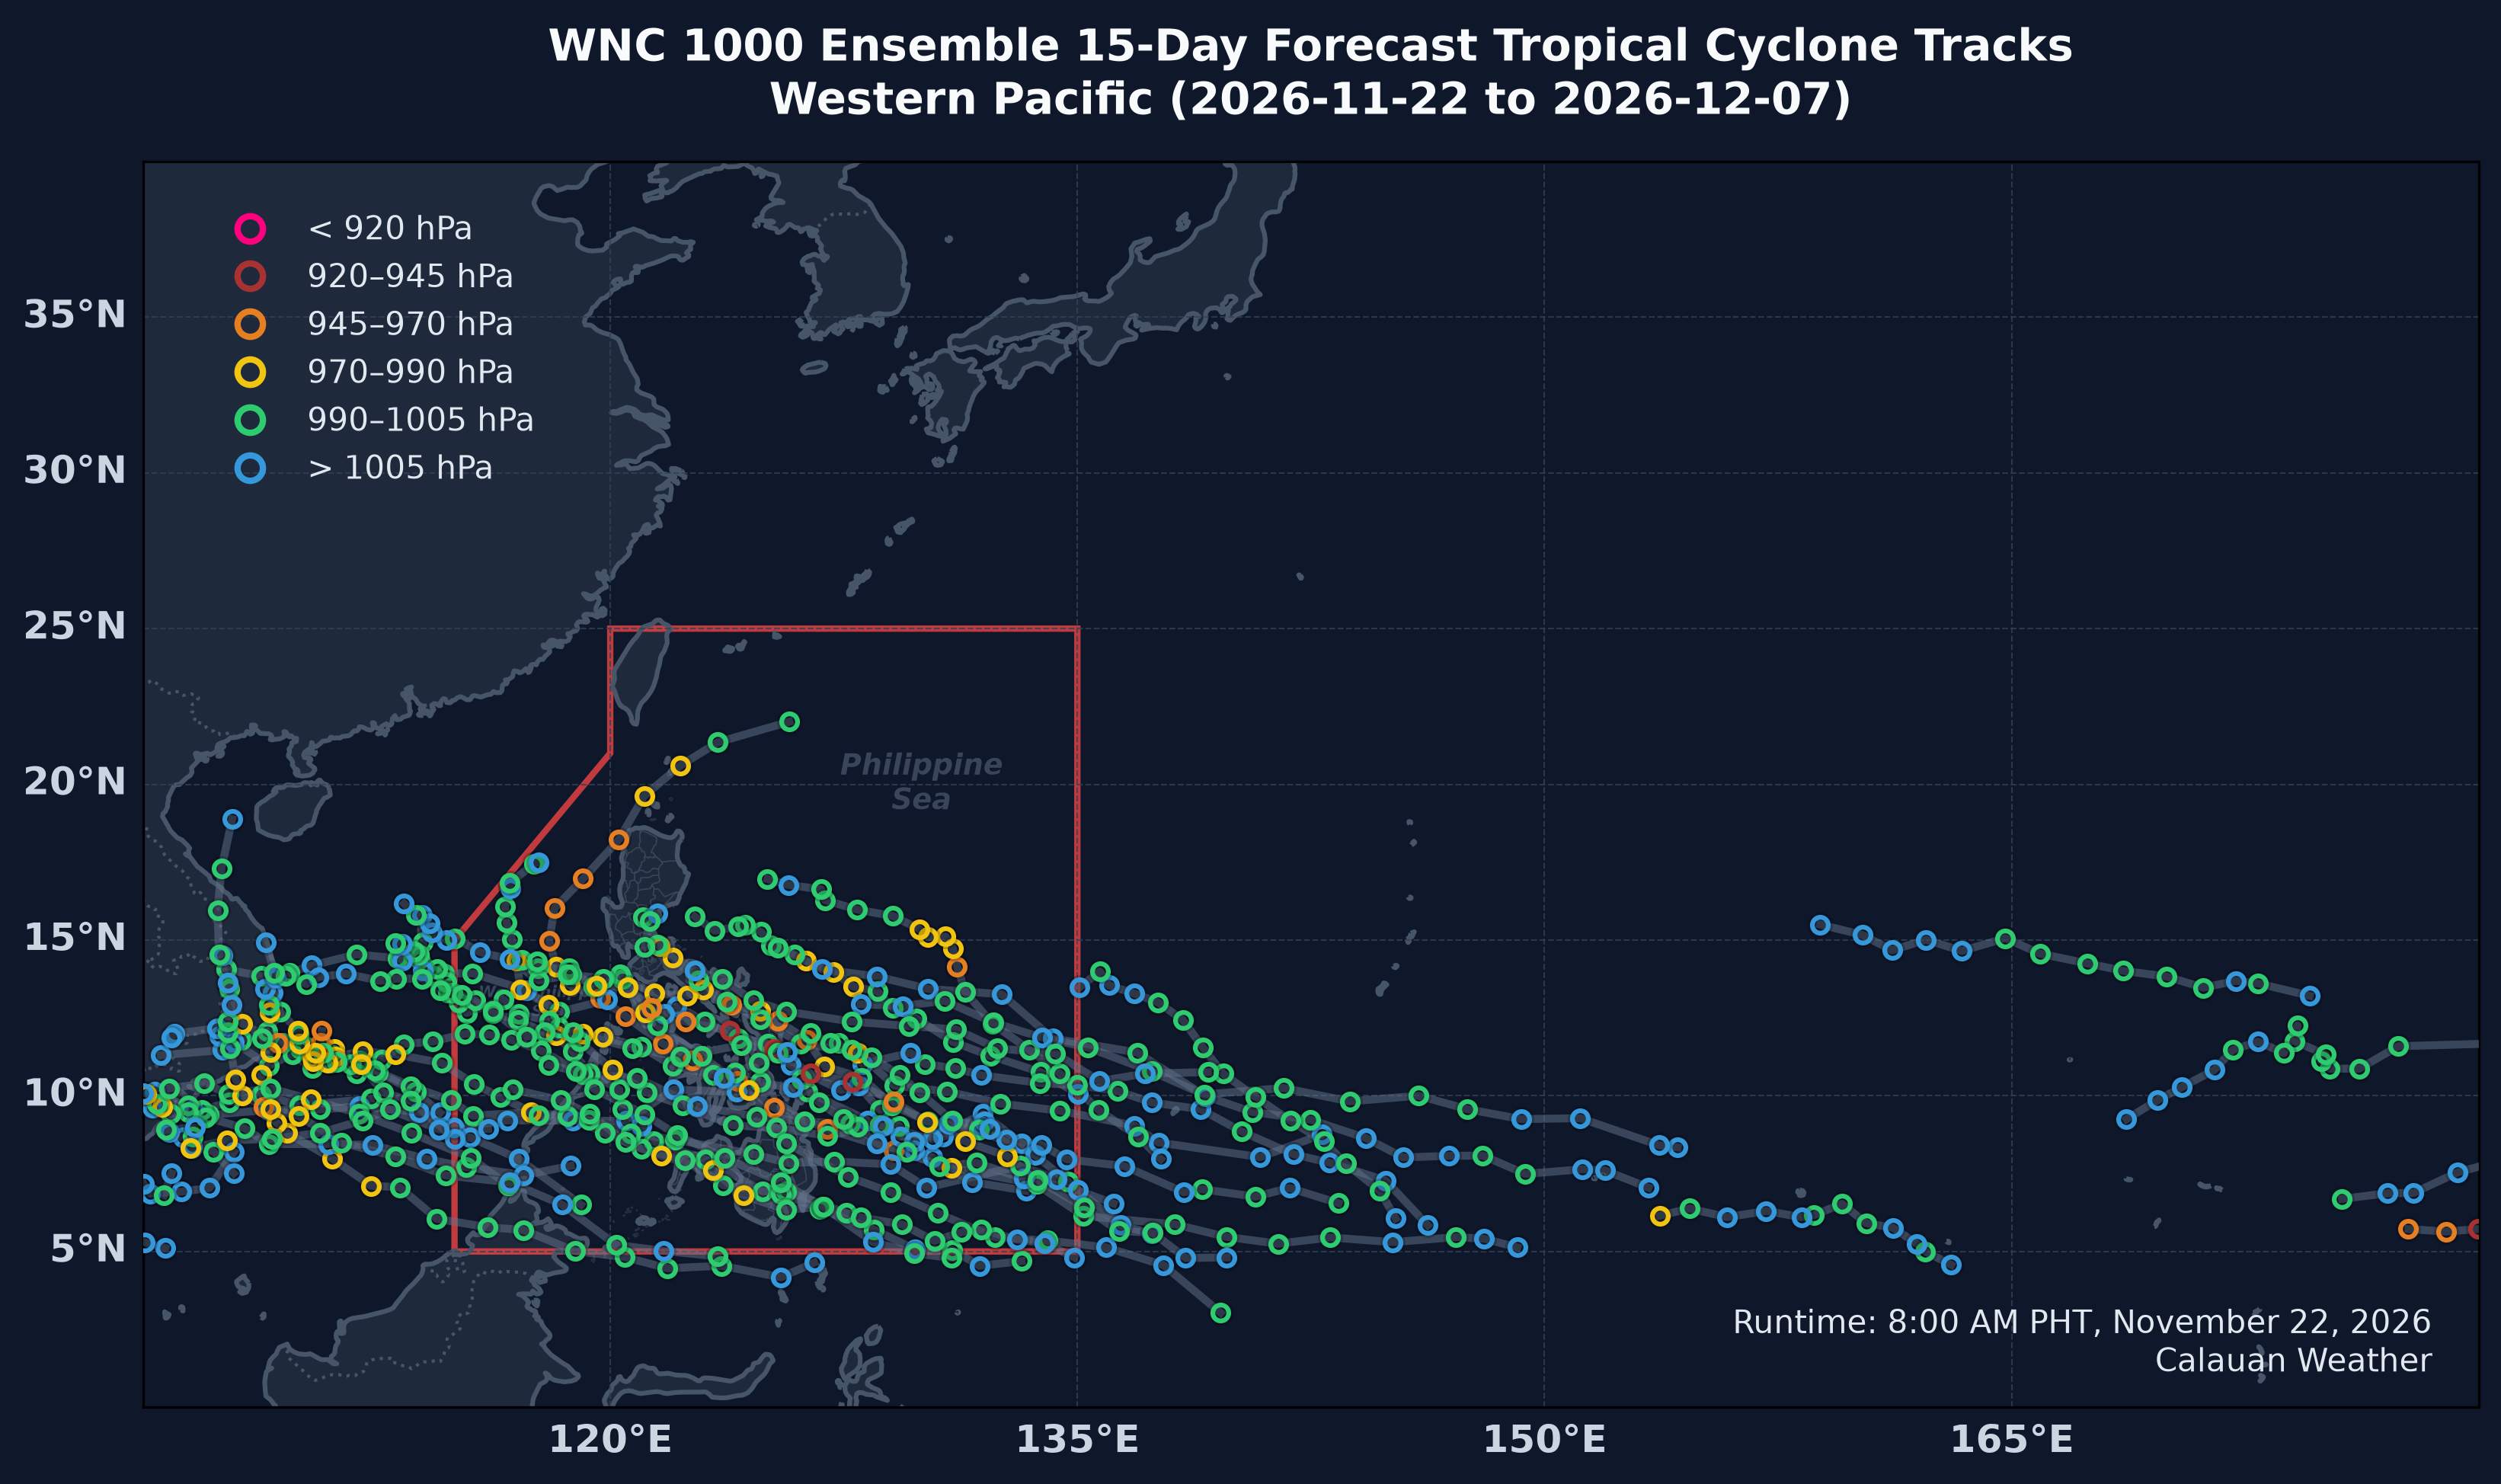 WNC 1000 Ensemble 15-Day Forecast Tropical Cyclone Tracks
Western Pacific (2026-11-22 to 2026-12-07)
< 920 hPa
920–945 hPa
945–970 hPa
970–990 hPa
990–1005 hPa
> 1005 hPa
35°N
30°N
25°N
20°N
15°N
10°N
5°N
Philippine
Sea
Runtime: 8:00 AM PHT, November 22, 2026
Calauan Weather
120°E
135°E
150°E
165°E